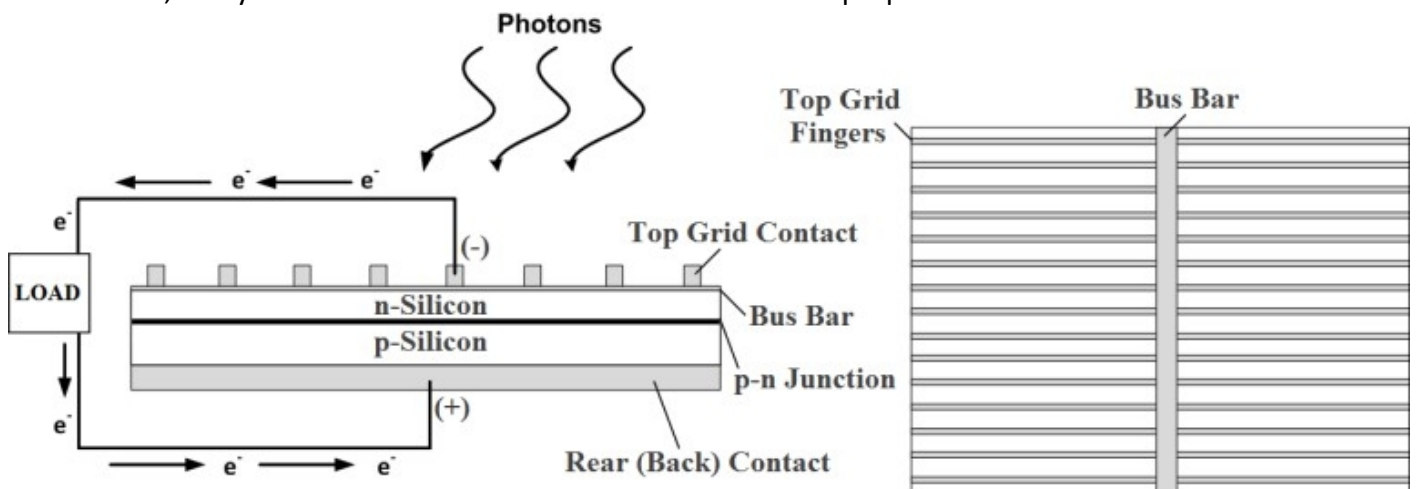 Photons
Top Grid
Fingers
Bus Bar
e⁻ e⁻
e⁻
(-)
Top Grid Contact
LOAD
n-Silicon
Bus Bar
p-Silicon
p-n Junction
(+)
e⁻
e⁻ e⁻
Rear (Back) Contact